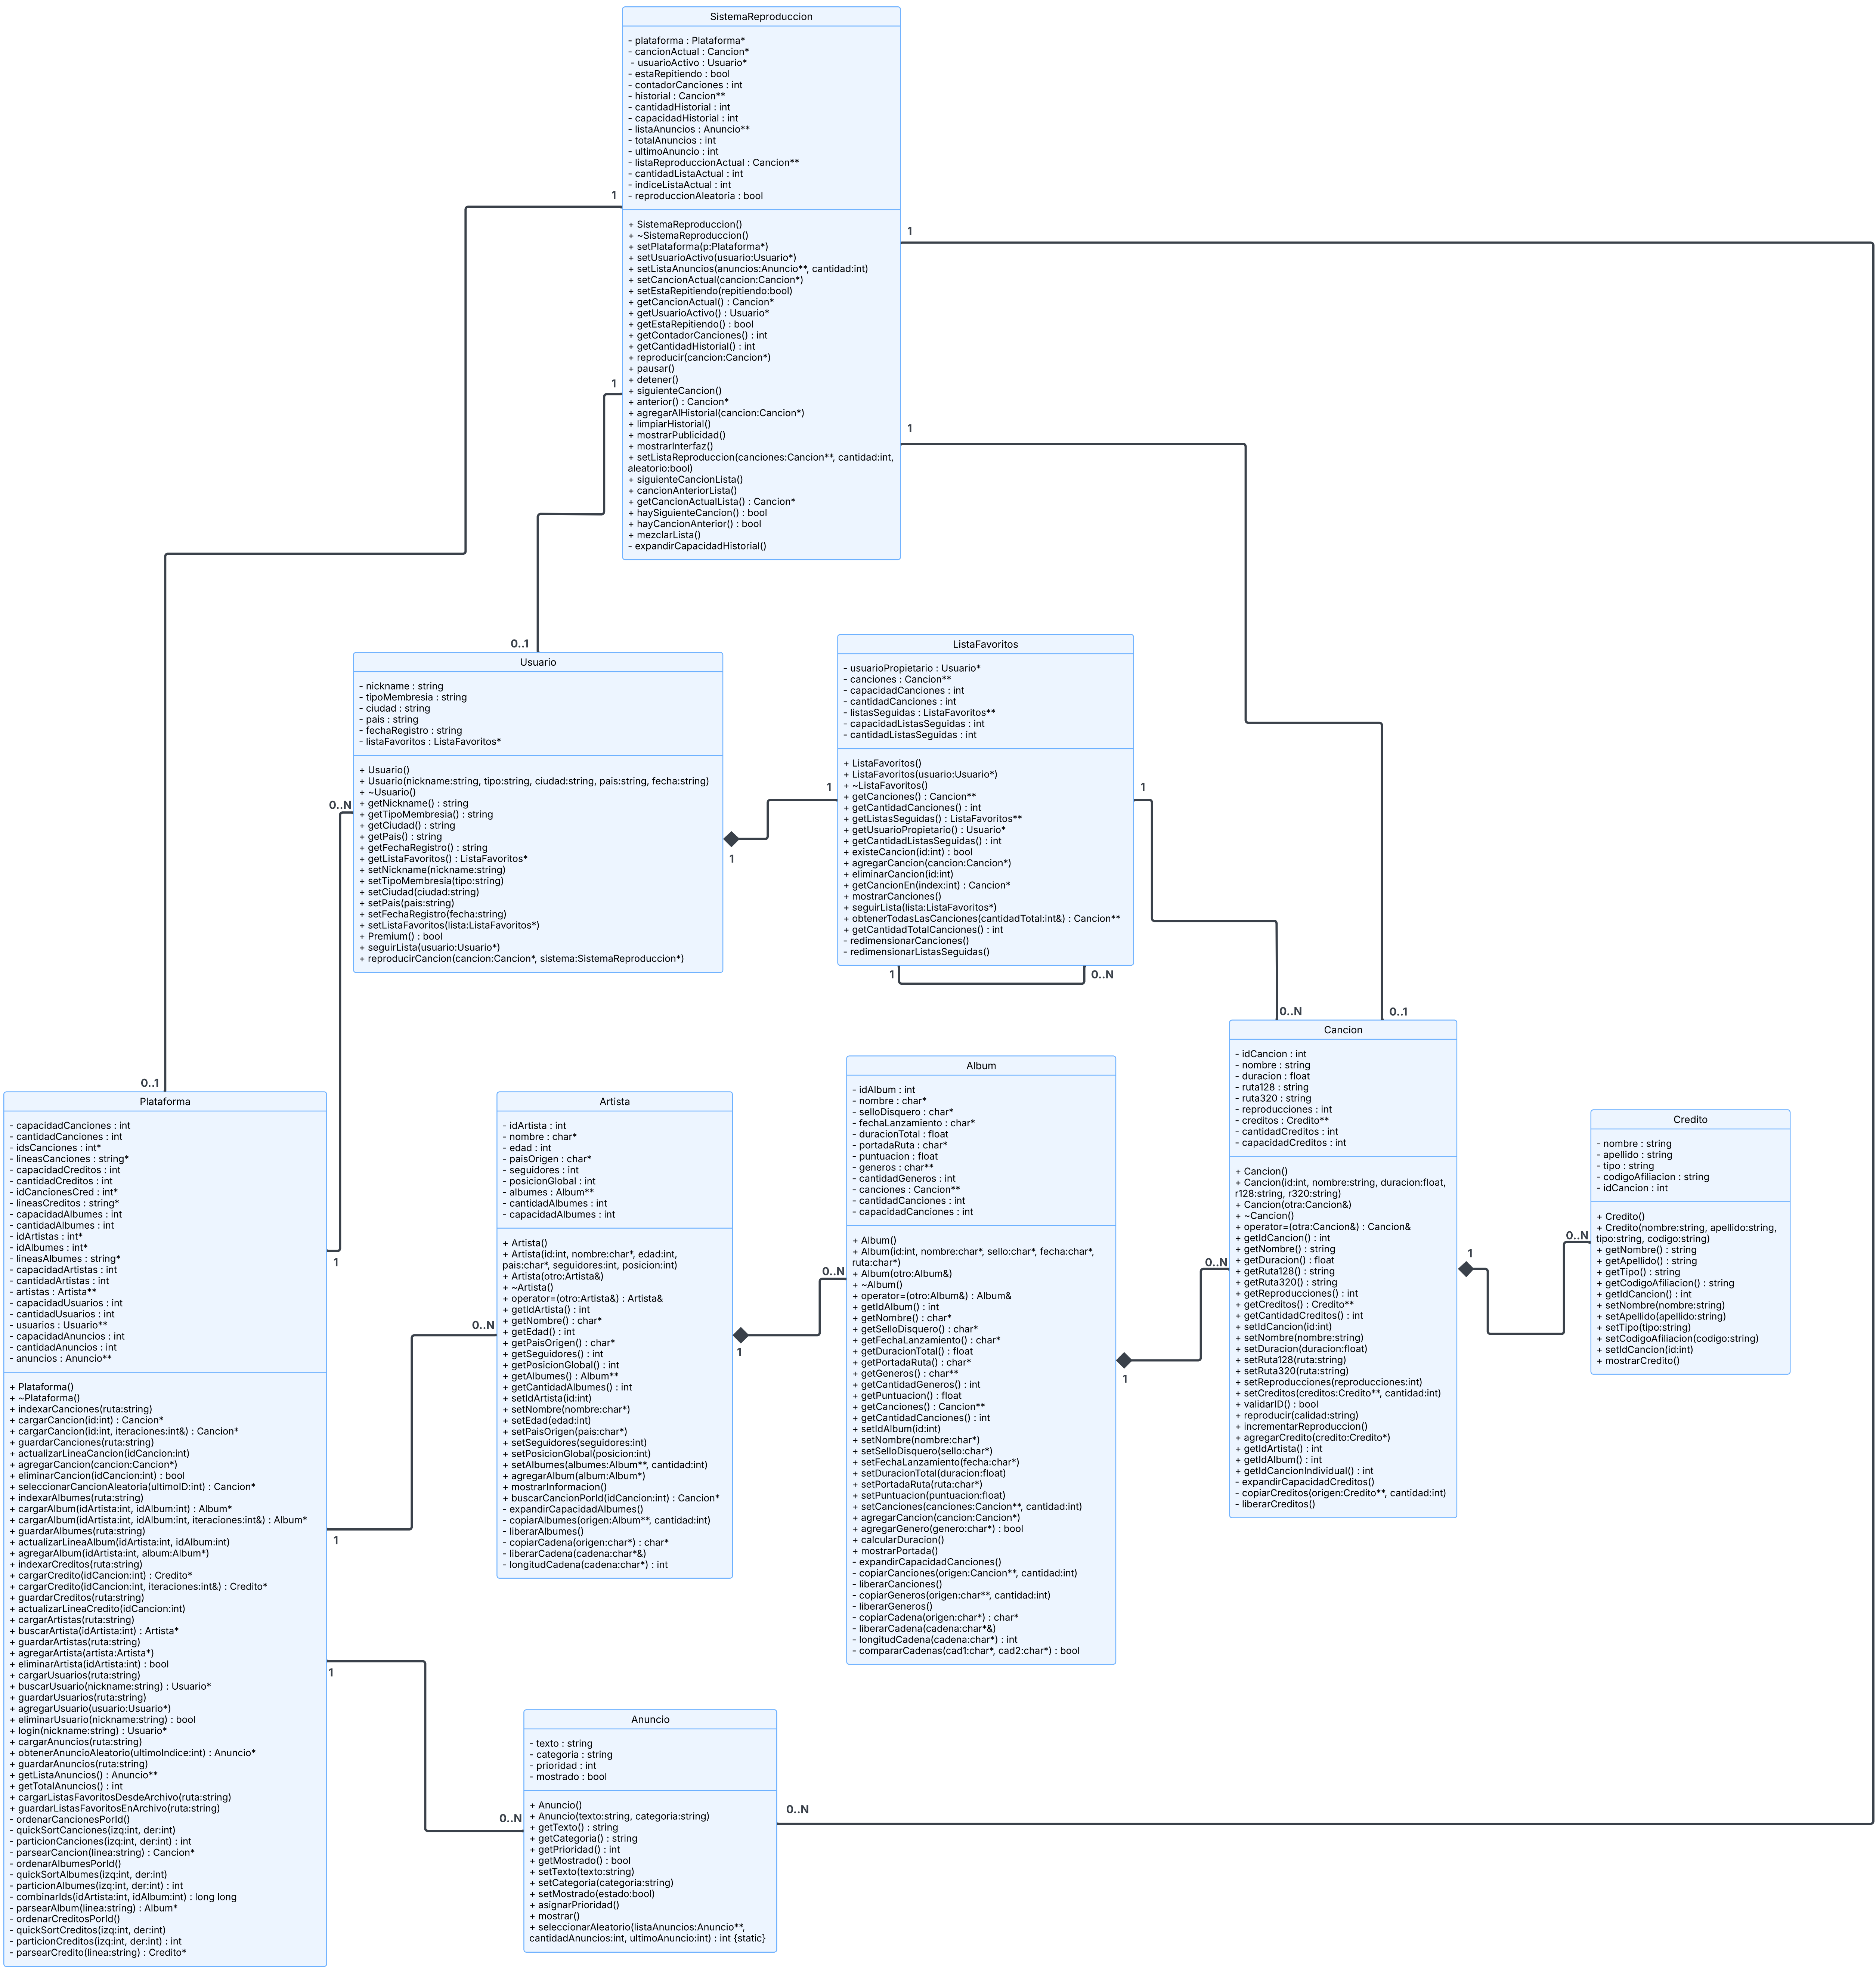 SistemaReproduccion
- plataforma : Plataforma*
- cancionActual : Cancion*
- usuarioActivo : Usuario*
- estaRepitiendo : bool
- contadorCanciones : int
- historial : Cancion**
- cantidadHistorial : int
- capacidadHistorial : int
- listaAnuncios : Anuncio**
- totalAnuncios : int
- ultimoAnuncio : int
- listaReproduccionActual : Cancion**
- cantidadListaActual : int
- indiceListaActual : int
- reproduccionAleatoria : bool
+ SistemaReproduccion()
+ ~SistemaReproduccion()
+ setPlataforma(p:Plataforma*)
+ setUsuarioActivo(usuario:Usuario*)
+ setListaAnuncios(anuncios:Anuncio**, cantidad:int)
+ setCancionActual(cancion:Cancion*)
+ setEstaRepitiendo(repitiendo:bool)
+ getCancionActual() : Cancion*
+ getUsuarioActivo() : Usuario*
+ getEstaRepitiendo() : bool
+ getContadorCanciones() : int
+ getCantidadHistorial() : int
+ reproducir(cancion:Cancion*)
+ pausar()
+ detener()
+ siguienteCancion()
+ anterior() : Cancion*
+ agregarAlHistorial(cancion:Cancion*)
+ limpiarHistorial()
+ mostrarPublicidad()
+ mostrarInterfaz()
+ setListaReproduccion(canciones:Cancion**, cantidad:int,
aleatorio:bool)
+ siguienteCancionLista()
+ cancionAnteriorLista()
+ getCancionActualLista() : Cancion*
+ haySiguienteCancion() : bool
+ hayCancionAnterior() : bool
+ mezclarLista()
- expandirCapacidadHistorial()
1
1
1
1
0..1
Usuario
- nickname : string
- tipoMembresia : string
- ciudad : string
- pais : string
- fechaRegistro : string
- listaFavoritos : ListaFavoritos*
+ Usuario()
+ Usuario(nickname:string, tipo:string, ciudad:string, pais:string, fecha:string)
+ ~Usuario()
+ getNickname() : string
+ getTipoMembresia() : string
+ getCiudad() : string
+ getPais() : string
+ getFechaRegistro() : string
+ getListaFavoritos() : ListaFavoritos*
+ setNickname(nickname:string)
+ setTipoMembresia(tipo:string)
+ setCiudad(ciudad:string)
+ setPais(pais:string)
+ setFechaRegistro(fecha:string)
+ setListaFavoritos(lista:ListaFavoritos*)
+ Premium() : bool
+ seguirLista(usuario:Usuario*)
+ reproducirCancion(cancion:Cancion*, sistema:SistemaReproduccion*)
0..N
1
1
ListaFavoritos
- usuarioPropietario : Usuario*
- canciones : Cancion**
- capacidadCanciones : int
- cantidadCanciones : int
- listasSeguidas : ListaFavoritos**
- capacidadListasSeguidas : int
- cantidadListasSeguidas : int
+ ListaFavoritos()
+ ListaFavoritos(usuario:Usuario*)
+ ~ListaFavoritos()
+ getCanciones() : Cancion**
+ getCantidadCanciones() : int
+ getListasSeguidas() : ListaFavoritos**
+ getUsuarioPropietario() : Usuario*
+ getCantidadListasSeguidas() : int
+ existeCancion(id:int) : bool
+ agregarCancion(cancion:Cancion*)
+ eliminarCancion(id:int)
+ getCancionEn(index:int) : Cancion*
+ mostrarCanciones()
+ seguirLista(lista:ListaFavoritos*)
+ obtenerTodasLasCanciones(cantidadTotal:int&) : Cancion**
+ getCantidadTotalCanciones() : int
- redimensionarCanciones()
- redimensionarListasSeguidas()
1
1
0..N
0..N
0..1
0..1
Plataforma
- capacidadCanciones : int
- cantidadCanciones : int
- idsCanciones : int*
- lineasCanciones : string*
- capacidadCreditos : int
- cantidadCreditos : int
- idCancionesCred : int*
- lineasCreditos : string*
- capacidadAlbumes : int
- cantidadAlbumes : int
- idArtistas : int*
- idAlbumes : int*
- lineasAlbumes : string*
- capacidadArtistas : int
- cantidadArtistas : int
- artistas : Artista**
- capacidadUsuarios : int
- cantidadUsuarios : int
- usuarios : Usuario**
- capacidadAnuncios : int
- cantidadAnuncios : int
- anuncios : Anuncio**
+ Plataforma()
+ ~Plataforma()
+ indexarCanciones(ruta:string)
+ cargarCancion(id:int) : Cancion*
+ cargarCancion(id:int, iteraciones:int&) : Cancion*
+ guardarCanciones(ruta:string)
+ actualizarLineaCancion(idCancion:int)
+ agregarCancion(cancion:Cancion*)
+ eliminarCancion(idCancion:int) : bool
+ seleccionarCancionAleatoria(ultimoID:int) : Cancion*
+ indexarAlbumes(ruta:string)
+ cargarAlbum(idArtista:int, idAlbum:int) : Album*
+ cargarAlbum(idArtista:int, idAlbum:int, iteraciones:int&) : Album*
+ guardarAlbumes(ruta:string)
+ actualizarLineaAlbum(idArtista:int, idAlbum:int)
+ agregarAlbum(idArtista:int, album:Album*)
+ indexarCreditos(ruta:string)
+ cargarCredito(idCancion:int) : Credito*
+ cargarCredito(idCancion:int, iteraciones:int&) : Credito*
+ guardarCreditos(ruta:string)
+ actualizarLineaCredito(idCancion:int)
+ cargarArtistas(ruta:string)
+ buscarArtista(idArtista:int) : Artista*
+ guardarArtistas(ruta:string)
+ agregarArtista(artista:Artista*)
+ eliminarArtista(idArtista:int) : bool
+ cargarUsuarios(ruta:string)
+ buscarUsuario(nickname:string) : Usuario*
+ guardarUsuarios(ruta:string)
+ agregarUsuario(usuario:Usuario*)
+ eliminarUsuario(nickname:string) : bool
+ login(nickname:string) : Usuario*
+ cargarAnuncios(ruta:string)
+ obtenerAnuncioAleatorio(ultimoIndice:int) : Anuncio*
+ guardarAnuncios(ruta:string)
+ getListaAnuncios() : Anuncio**
+ getTotalAnuncios() : int
+ cargarListasFavoritosDesdeArchivo(ruta:string)
+ guardarListasFavoritosEnArchivo(ruta:string)
- ordenarCancionesPorId()
- quickSortCanciones(izq:int, der:int)
- particionCanciones(izq:int, der:int) : int
- parsearCancion(linea:string) : Cancion*
- ordenarAlbumesPorId()
- quickSortAlbumes(izq:int, der:int)
- particionAlbumes(izq:int, der:int) : int
- combinarIds(idArtista:int, idAlbum:int) : long long
- parsearAlbum(linea:string) : Album*
- ordenarCreditosPorId()
- quickSortCreditos(izq:int, der:int)
- particionCreditos(izq:int, der:int) : int
- parsearCredito(linea:string) : Credito*
1
1
1
0..N
Artista
- idArtista : int
- nombre : char*
- edad : int
- paisOrigen : char*
- seguidores : int
- posicionGlobal : int
- albumes : Album**
- cantidadAlbumes : int
- capacidadAlbumes : int
+ Artista()
+ Artista(id:int, nombre:char*, edad:int,
pais:char*, seguidores:int, posicion:int)
+ Artista(otro:Artista&)
+ ~Artista()
+ operator=(otro:Artista&) : Artista&
+ getIdArtista() : int
+ getNombre() : char*
+ getEdad() : int
+ getPaisOrigen() : char*
+ getSeguidores() : int
+ getPosicionGlobal() : int
+ getAlbumes() : Album**
+ getCantidadAlbumes() : int
+ setIdArtista(id:int)
+ setNombre(nombre:char*)
+ setEdad(edad:int)
+ setPaisOrigen(pais:char*)
+ setSeguidores(seguidores:int)
+ setPosicionGlobal(posicion:int)
+ setAlbumes(albumes:Album**, cantidad:int)
+ agregarAlbum(album:Album*)
+ mostrarInformacion()
+ buscarCancionPorId(idCancion:int) : Cancion*
- expandirCapacidadAlbumes()
- copiarAlbumes(origen:Album**, cantidad:int)
- liberarAlbumes()
- copiarCadena(origen:char*) : char*
- liberarCadena(cadena:char*&)
- longitudCadena(cadena:char*) : int
1
0..N
Album
- idAlbum : int
- nombre : char*
- selloDisquero : char*
- fechaLanzamiento : char*
- duracionTotal : float
- portadaRuta : char*
- puntuacion : float
- generos : char**
- cantidadGeneros : int
- canciones : Cancion**
- cantidadCanciones : int
- capacidadCanciones : int
+ Album()
+ Album(id:int, nombre:char*, sello:char*, fecha:char*,
ruta:char*)
+ Album(otro:Album&)
+ ~Album()
+ operator=(otro:Album&) : Album&
+ getIdAlbum() : int
+ getNombre() : char*
+ getSelloDisquero() : char*
+ getFechaLanzamiento() : char*
+ getDuracionTotal() : float
+ getPortadaRuta() : char*
+ getGeneros() : char**
+ getCantidadGeneros() : int
+ getPuntuacion() : float
+ getCanciones() : Cancion**
+ getCantidadCanciones() : int
+ setIdAlbum(id:int)
+ setNombre(nombre:char*)
+ setSelloDisquero(sello:char*)
+ setFechaLanzamiento(fecha:char*)
+ setDuracionTotal(duracion:float)
+ setPortadaRuta(ruta:char*)
+ setPuntuacion(puntuacion:float)
+ setCanciones(canciones:Cancion**, cantidad:int)
+ agregarCancion(cancion:Cancion*)
+ agregarGenero(genero:char*) : bool
+ calcularDuracion()
+ mostrarPortada()
- expandirCapacidadCanciones()
- copiarCanciones(origen:Cancion**, cantidad:int)
- liberarCanciones()
- copiarGeneros(origen:char**, cantidad:int)
- liberarGeneros()
- copiarCadena(origen:char*) : char*
- liberarCadena(cadena:char*&)
- longitudCadena(cadena:char*) : int
- compararCadenas(cad1:char*, cad2:char*) : bool
1
0..N
Cancion
- idCancion : int
- nombre : string
- duracion : float
- ruta128 : string
- ruta320 : string
- reproducciones : int
- creditos : Credito**
- cantidadCreditos : int
- capacidadCreditos : int
+ Cancion()
+ Cancion(id:int, nombre:string, duracion:float,
r128:string, r320:string)
+ Cancion(otra:Cancion&)
+ ~Cancion()
+ operator=(otra:Cancion&) : Cancion&
+ getIdCancion() : int
+ getNombre() : string
+ getDuracion() : float
+ getRuta128() : string
+ getRuta320() : string
+ getReproducciones() : int
+ getCreditos() : Credito**
+ getCantidadCreditos() : int
+ setIdCancion(id:int)
+ setNombre(nombre:string)
+ setDuracion(duracion:float)
+ setRuta128(ruta:string)
+ setRuta320(ruta:string)
+ setReproducciones(reproducciones:int)
+ setCreditos(creditos:Credito**, cantidad:int)
+ validarID() : bool
+ reproducir(calidad:string)
+ incrementarReproduccion()
+ agregarCredito(credito:Credito*)
+ getIdArtista() : int
+ getIdAlbum() : int
+ getIdCancionIndividual() : int
- expandirCapacidadCreditos()
- copiarCreditos(origen:Credito**, cantidad:int)
- liberarCreditos()
1
0..N
Credito
- nombre : string
- apellido : string
- tipo : string
- codigoAfiliacion : string
- idCancion : int
+ Credito()
+ Credito(nombre:string, apellido:string,
tipo:string, codigo:string)
+ getNombre() : string
+ getApellido() : string
+ getTipo() : string
+ getCodigoAfiliacion() : string
+ getIdCancion() : int
+ setNombre(nombre:string)
+ setApellido(apellido:string)
+ setTipo(tipo:string)
+ setCodigoAfiliacion(codigo:string)
+ setIdCancion(id:int)
+ mostrarCredito()
0..N
Anuncio
- texto : string
- categoria : string
- prioridad : int
- mostrado : bool
+ Anuncio()
+ Anuncio(texto:string, categoria:string)
+ getTexto() : string
+ getCategoria() : string
+ getPrioridad() : int
+ getMostrado() : bool
+ setTexto(texto:string)
+ setCategoria(categoria:string)
+ setMostrado(estado:bool)
+ asignarPrioridad()
+ mostrar()
+ seleccionarAleatorio(listaAnuncios:Anuncio**,
cantidadAnuncios:int, ultimoAnuncio:int) : int {static}
0..N